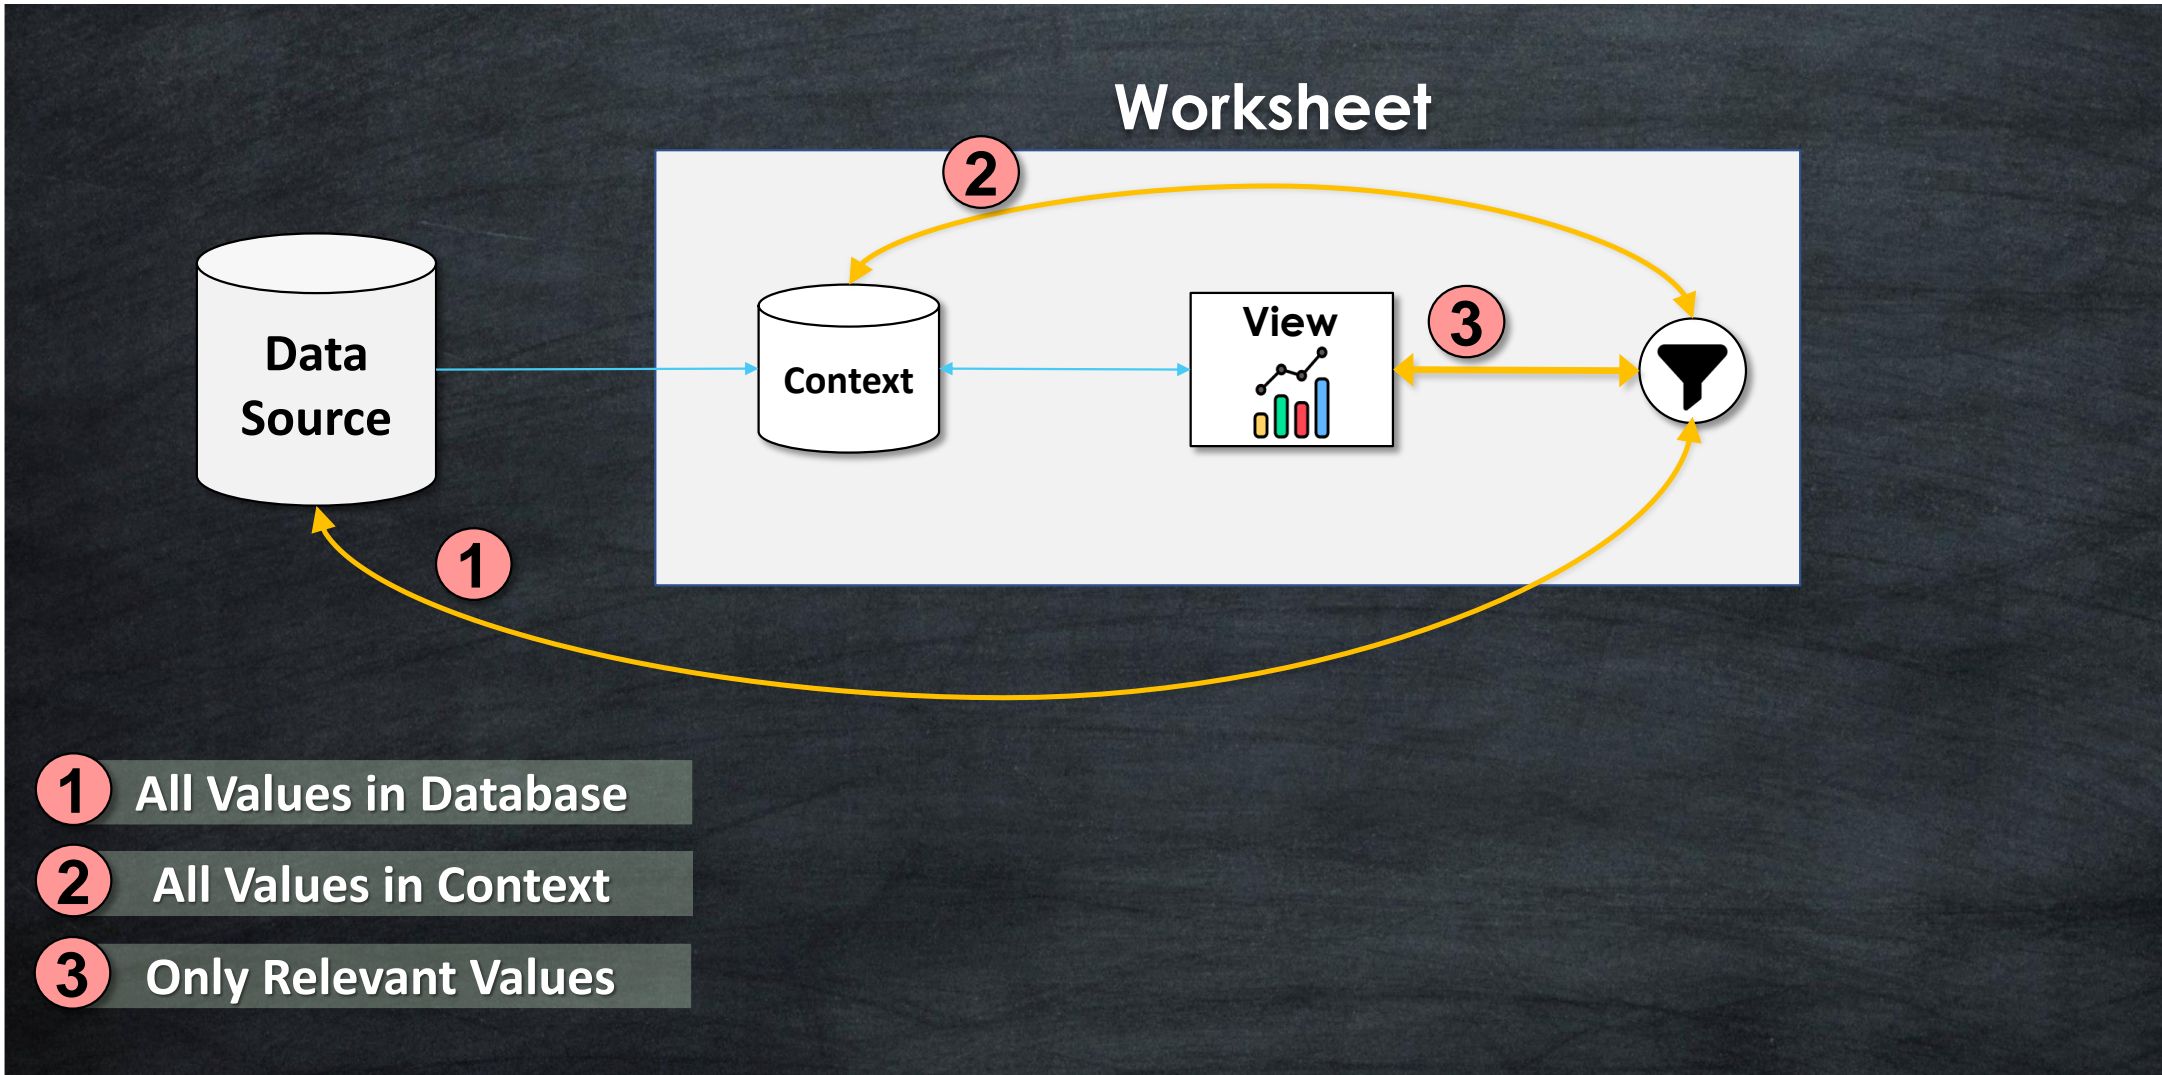 Worksheet
2
View
3
Data
Source
Context
1
1 All Values in Database
2 All Values in Context
3 Only Relevant Values